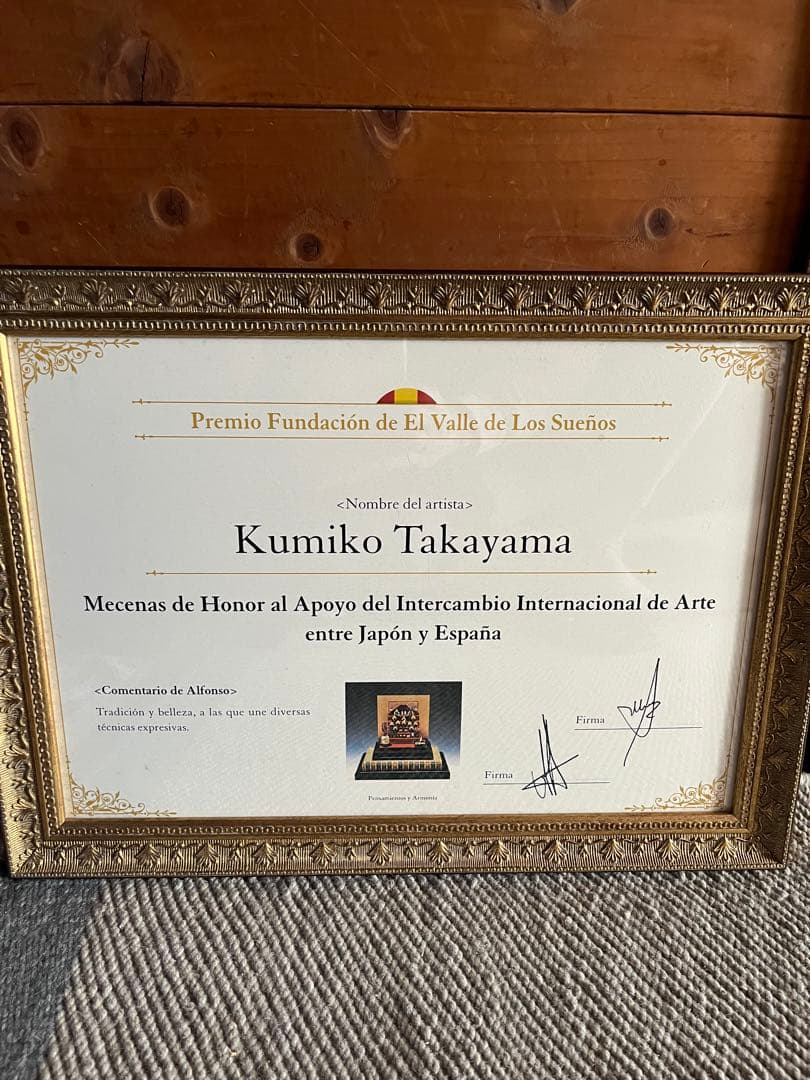 Premio Fundación de El Valle de Los Sueños
<Nombre del artista>
Kumiko Takayama
Mecenas de Honor al Apoyo del Intercambio Internacional de Arte
entre Japón y España
<Comentario de Alfonso>
Tradición y belleza, a las que une diversas
técnicas expresivas.
Pensamientos y Armonía
Firma
Firma